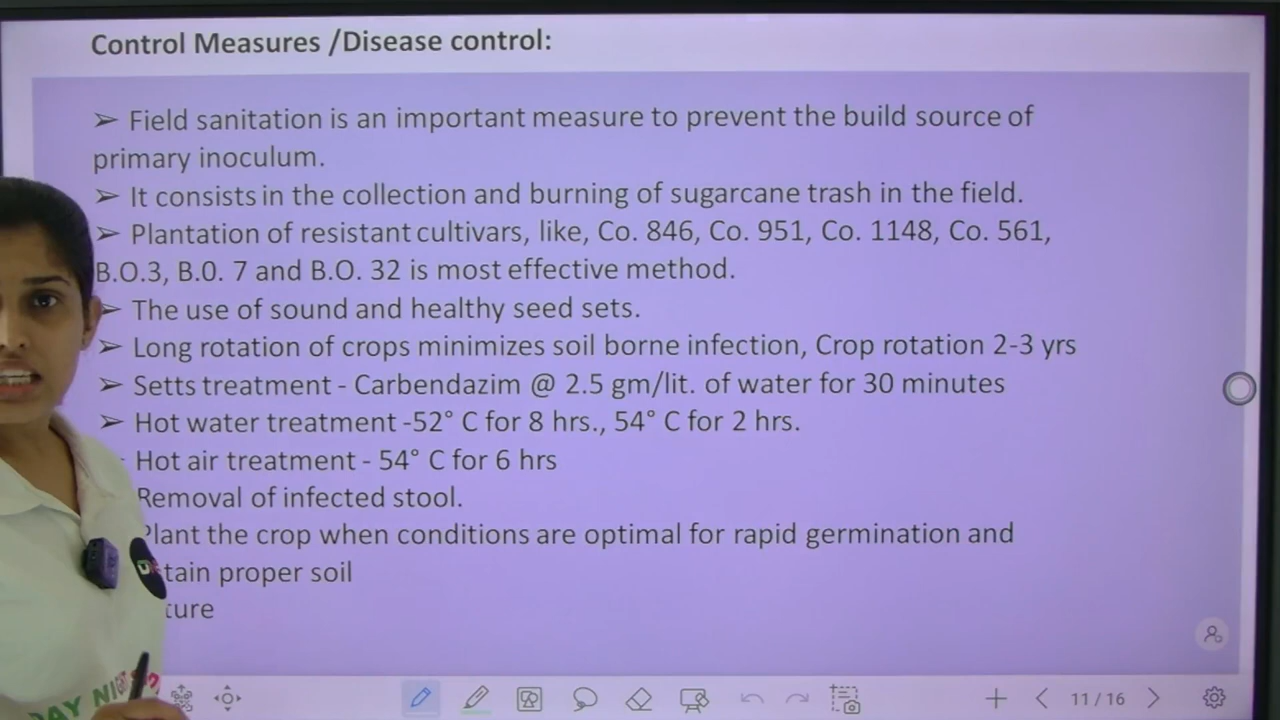 Control Measures /Disease control:
➢ Field sanitation is an important measure to prevent the build source of
primary inoculum.
➢ It consists in the collection and burning of sugarcane trash in the field.
➢ Plantation of resistant cultivars, like, Co. 846, Co. 951, Co. 1148, Co. 561,
B.O.3, B.0. 7 and B.O. 32 is most effective method.
➢ The use of sound and healthy seed sets.
➢ Long rotation of crops minimizes soil borne infection, Crop rotation 2-3 yrs
➢ Setts treatment - Carbendazim @ 2.5 gm/lit. of water for 30 minutes
➢ Hot water treatment -52° C for 8 hrs., 54° C for 2 hrs.
Hot air treatment - 54° C for 6 hrs
Removal of infected stool.
Plant the crop when conditions are optimal for rapid germination and
tain proper soil
ture
11 / 16